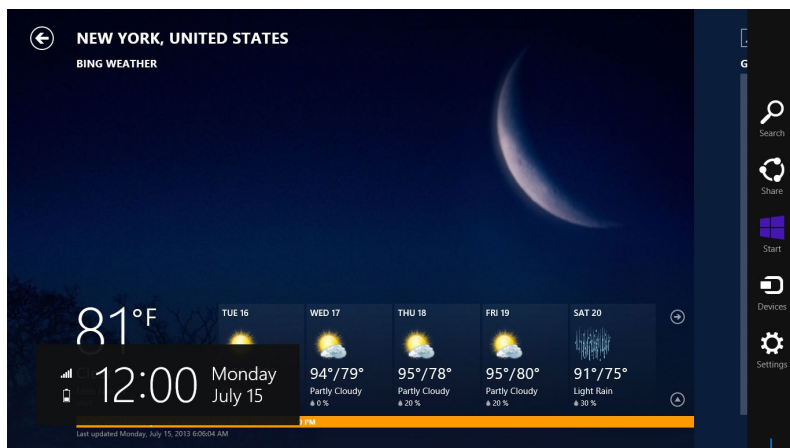 NEW YORK, UNITED STATES
BING WEATHER
G
Search
Share
Start
Devices
Settings
81°F
TUE 16
WED 17
94°/79°
Partly Cloudy
0 %
THU 18
95°/78°
Partly Cloudy
20 %
FRI 19
95°/80°
Partly Cloudy
20 %
SAT 20
91°/75°
Light Rain
30 %
12:00
Monday
July 15
PM
Last updated Monday, July 15, 2013 6:06:04 AM